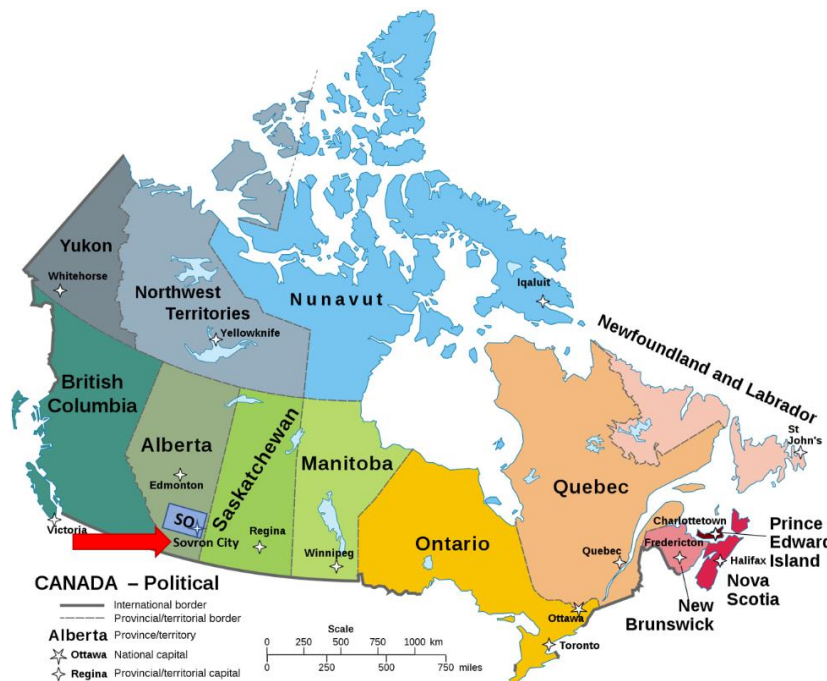 Yukon
Whitehorse
Northwest
Territories
Yellowknife
Nunavut
Iqaluit
Newfoundland and Labrador
St
John's
British
Columbia
Victoria
Alberta
Edmonton
SO
Sovron City
Saskatchewan
Regina
Manitoba
Winnipeg
Ontario
Ottawa
Toronto
Quebec
Quebec
Charlottetown
Prince
Edward
Island
Fredericton
Halifax
Nova
Scotia
New
Brunswick
CANADA – Political
International border
Provincial/territorial border
Alberta Province/territory
Ottawa National capital
Regina Provincial/territorial capital
Scale
0 250 500 750 1000 km
0 250 500 750 miles